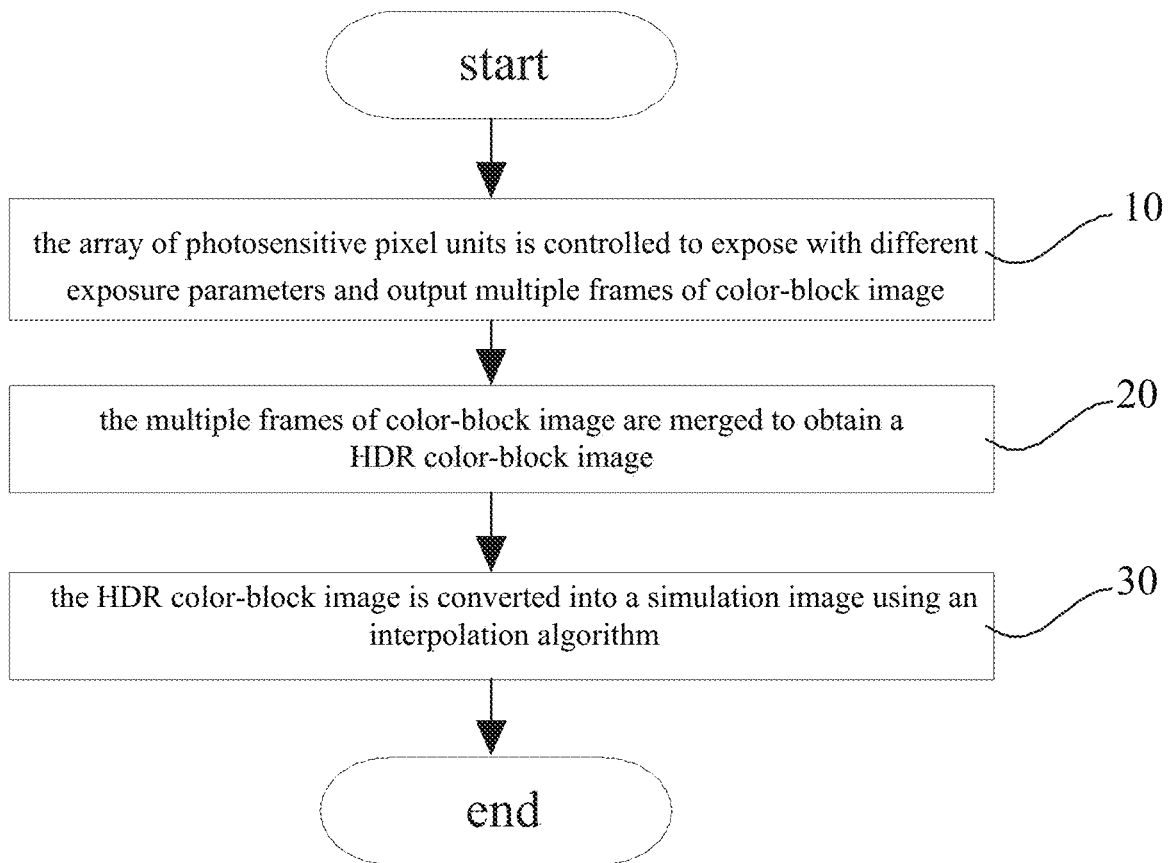 start
10
the array of photosensitive pixel units is controlled to expose with different
exposure parameters and output multiple frames of color-block image
20
the multiple frames of color-block image are merged to obtain a
HDR color-block image
30
the HDR color-block image is converted into a simulation image using an
interpolation algorithm
end